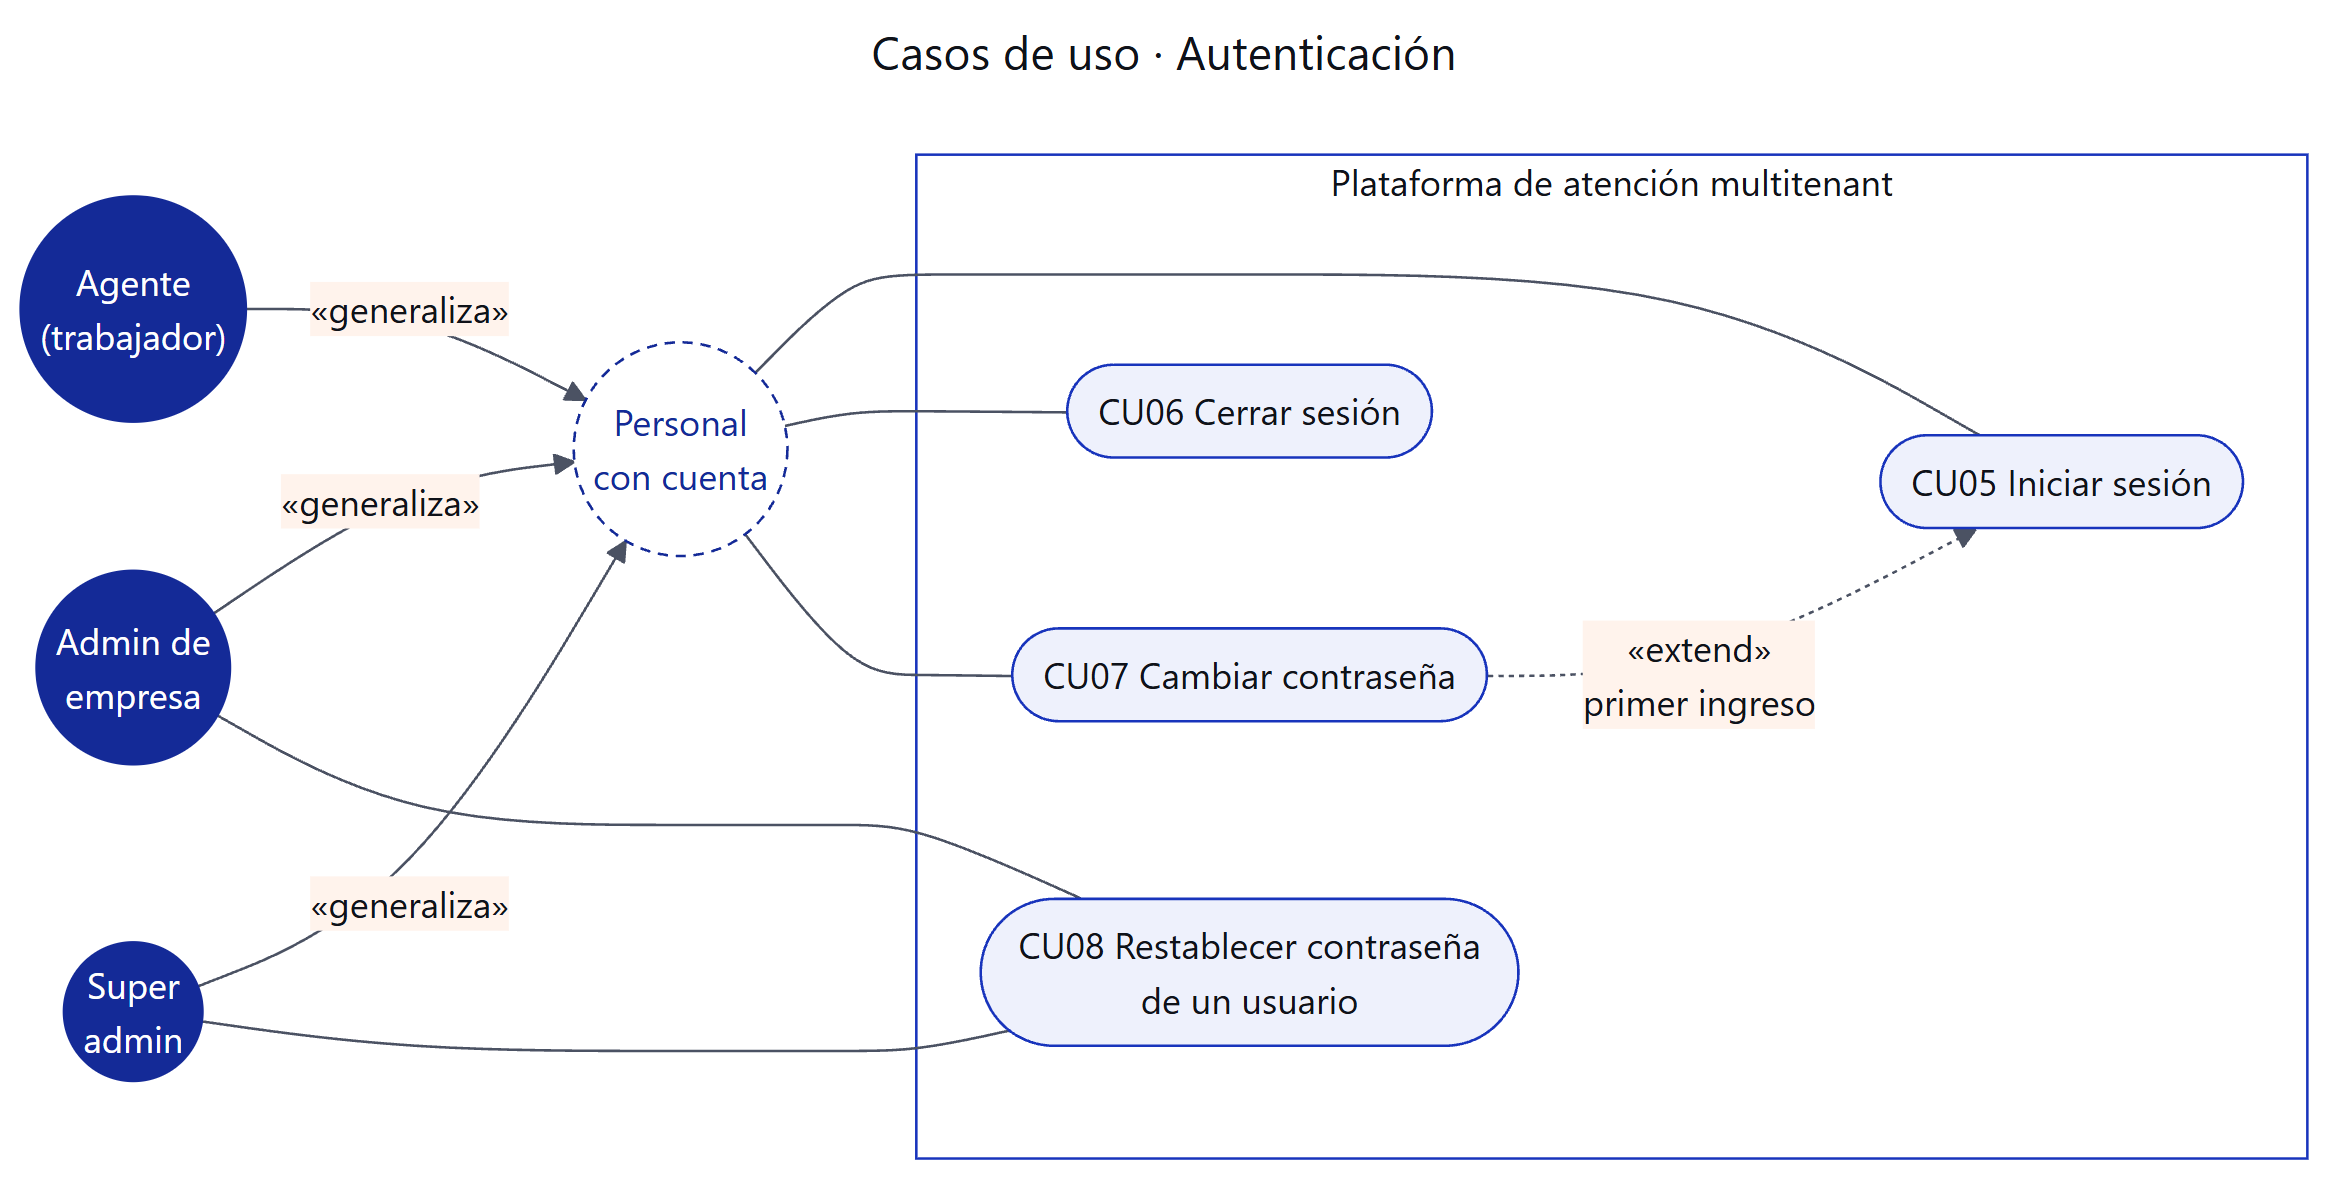 Casos de uso · Autenticación
Plataforma de atención multitenant
Agente
(trabajador)
«generaliza»
Personal
con cuenta
CU06 Cerrar sesión
CU05 Iniciar sesión
«generaliza»
Admin de
empresa
CU07 Cambiar contraseña
«extend»
primer ingreso
«generaliza»
Super
admin
CU08 Restablecer contraseña
de un usuario